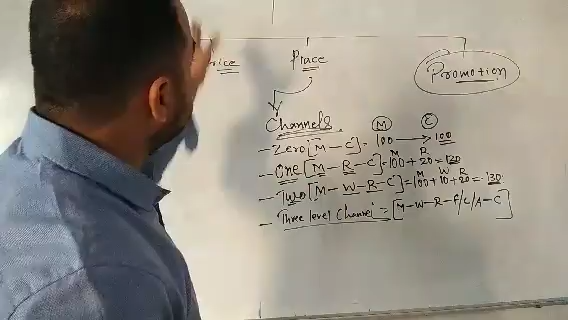 rice Place Promotion
Channels.
M C
- Zero [M-C] = 100 → 100
M R
- One [M-R-C] = 100 + 20 = 120
M W R
- Two [M-W-R-C] = 100 + 10 + 20 = 130
- Three level Channel = [M-W-R-F/L/A-C]